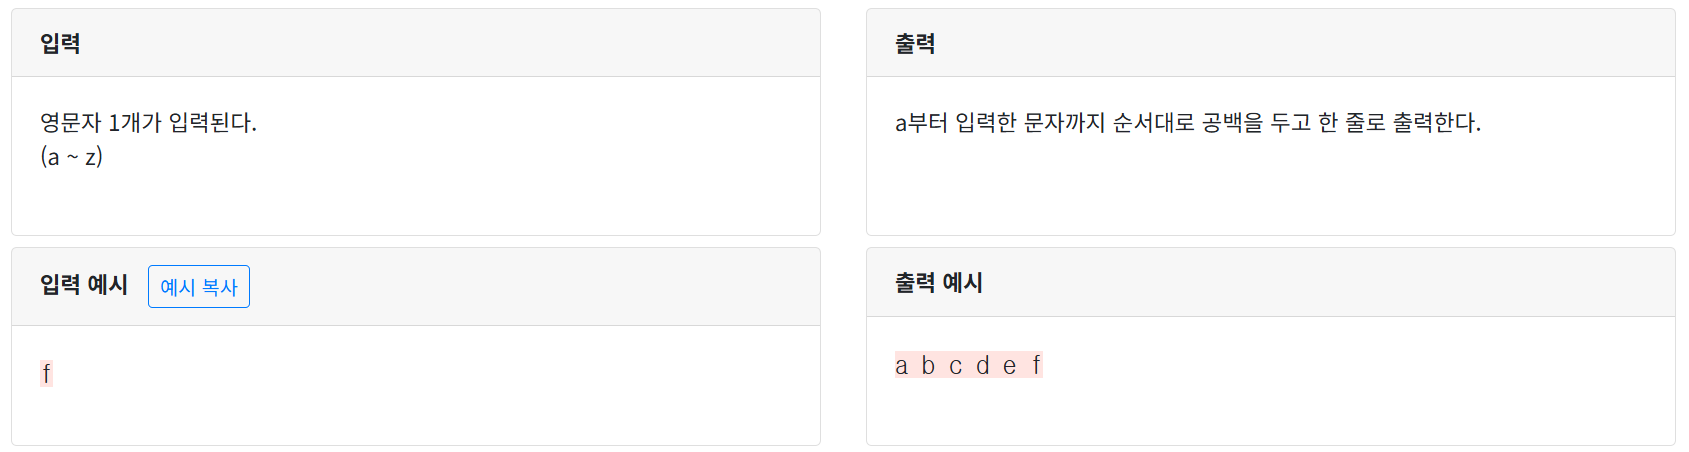 입력
영문자 1개가 입력된다.
(a ~ z)
출력
a부터 입력한 문자까지 순서대로 공백을 두고 한 줄로 출력한다.
입력 예시 예시 복사
f
출력 예시
a b c d e f